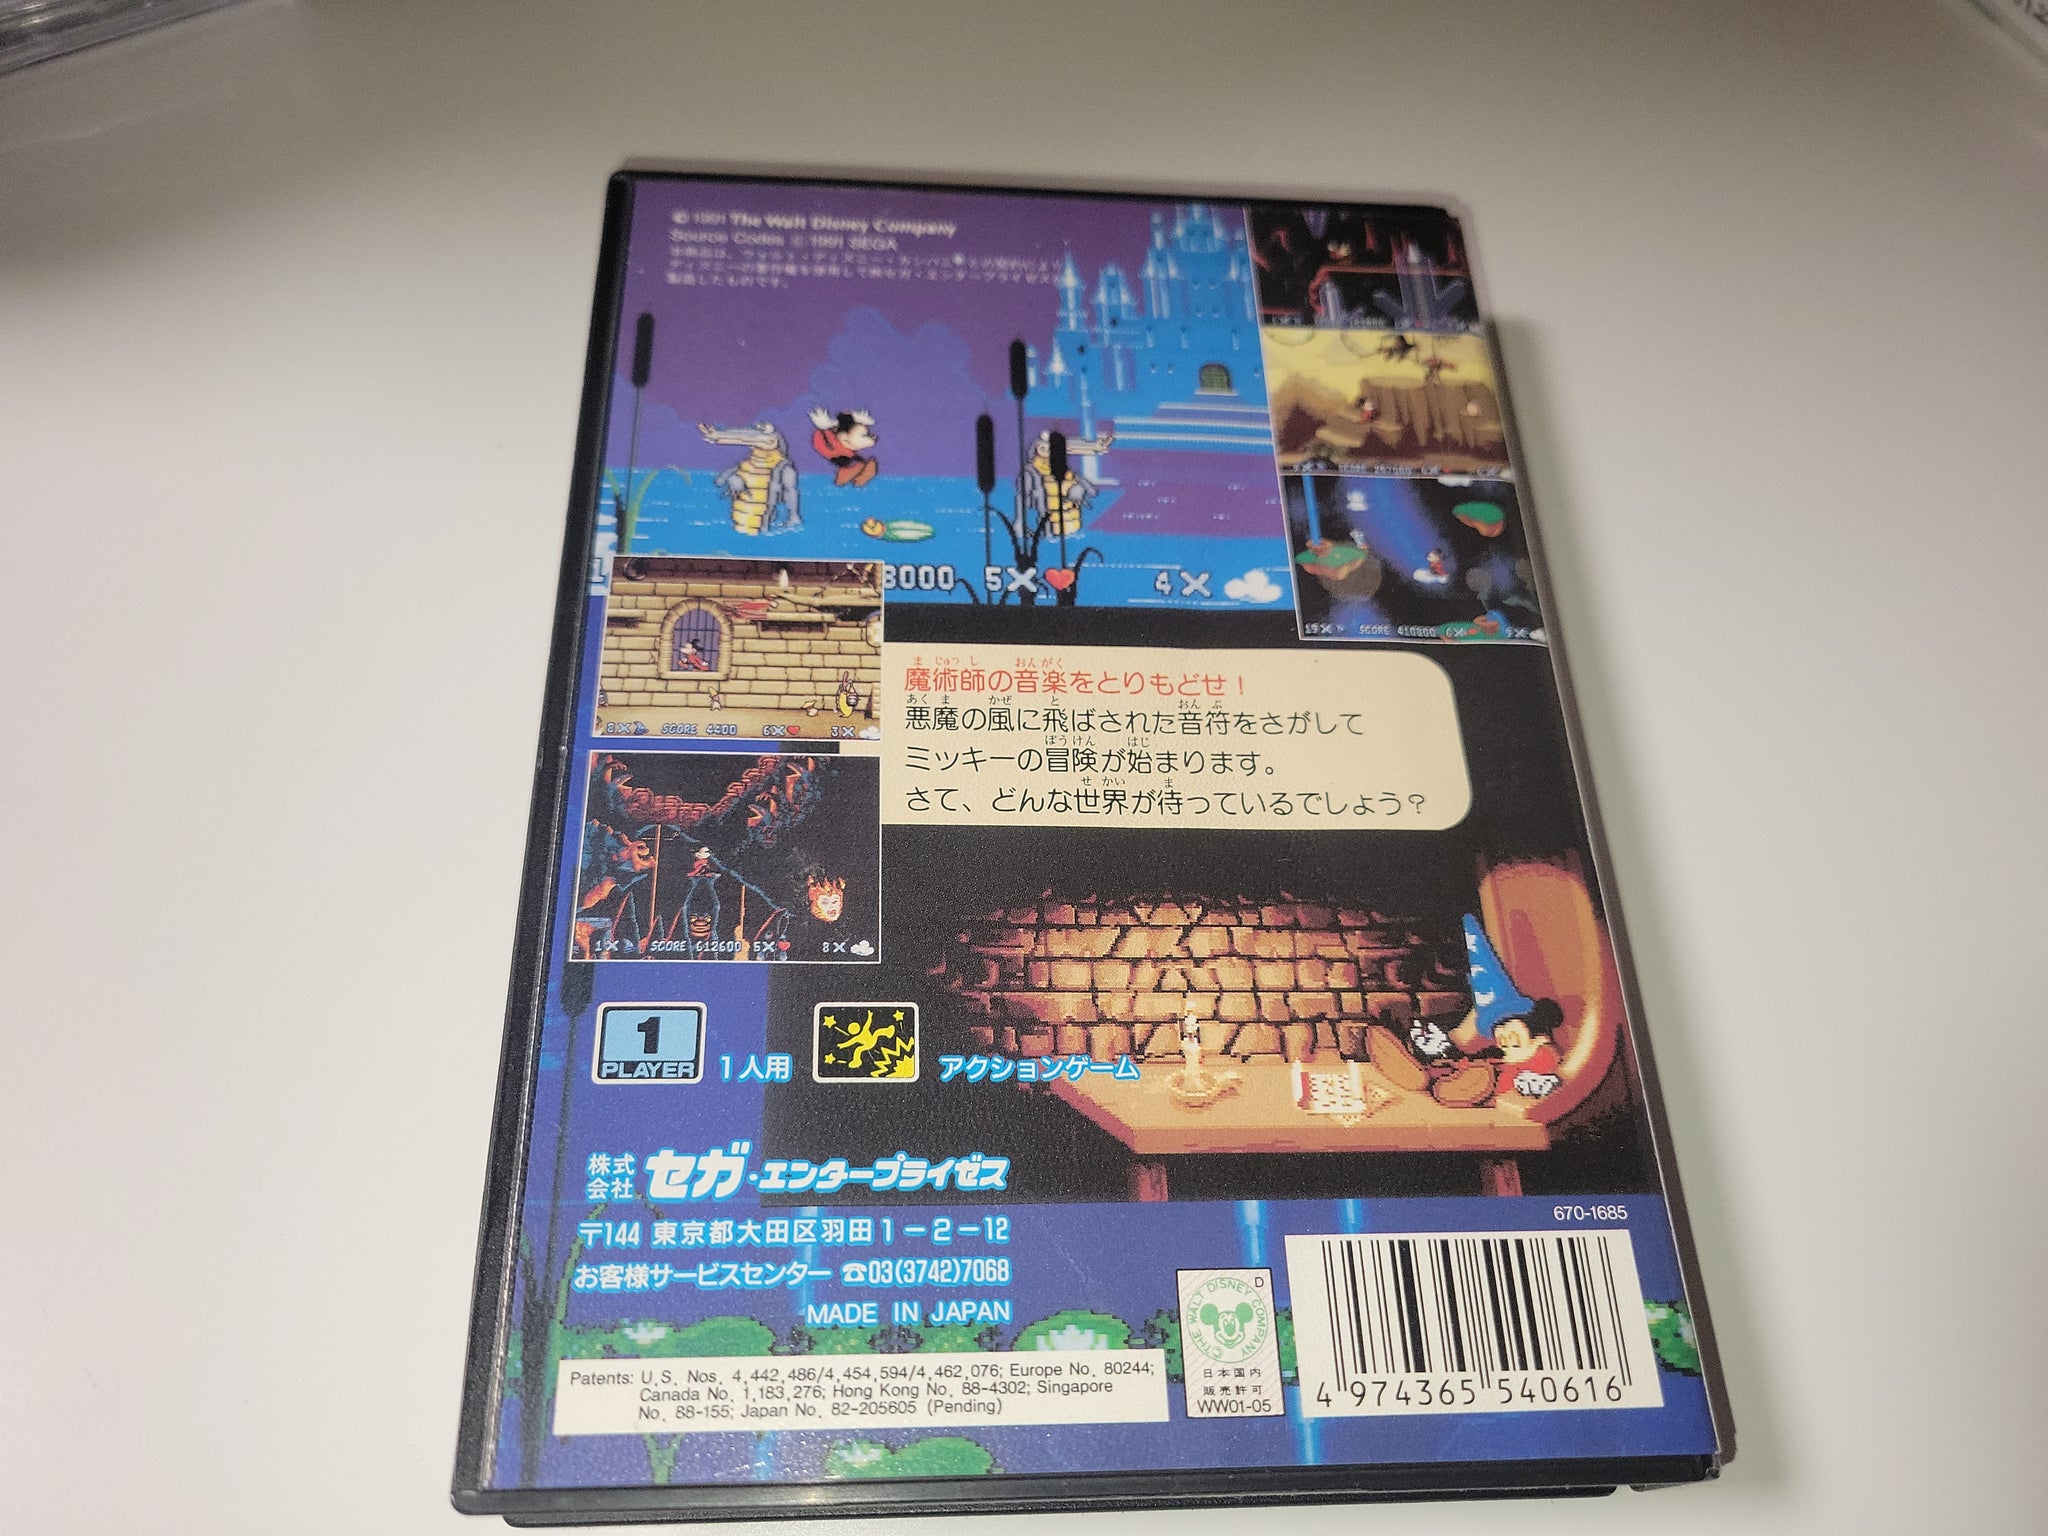 © 1991 The Walt Disney Company
Source Codes © 1991 SEGA
8000 5× 4×
SCORE 410800
8× SCORE 4400 6× 3×
1× SCORE 612600 5× 8×
魔術師の音楽をとりもどせ！
悪魔の風に飛ばされた音符をさがして
ミッキーの冒険が始まります。
さて、どんな世界が待っているでしょう？
1
PLAYER
1人用
アクションゲーム
株式会社 セガ・エンタープライゼス
〒144 東京都大田区羽田1－2－12
お客様サービスセンター ☎03(3742)7068
MADE IN JAPAN
670-1685
Patents: U.S. Nos. 4,442,486/4,454,594/4,462,076; Europe No. 80244;
Canada No. 1,183,276; Hong Kong No. 88-4302; Singapore
No. 88-155; Japan No. 82-205605 (Pending)
D
© THE WALT DISNEY COMPANY
日本国内
販売許可
WW01-05
4 974365 540616